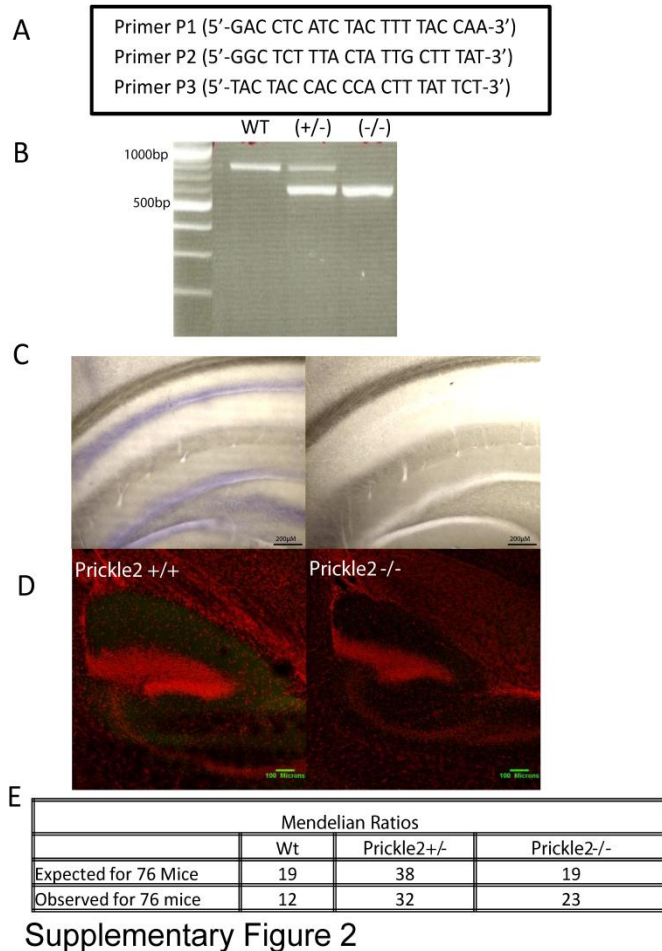 A
Primer P1 (5’-GAC CTC ATC TAC TTT TAC CAA-3’)
Primer P2 (5’-GGC TCT TTA CTA TTG CTT TAT-3’)
Primer P3 (5’-TAC TAC CAC CCA CTT TAT TCT-3’)
WT (+/-) (-/-)
B
1000bp
500bp
C
200µM 200µM
D
Prickle2 +/+ Prickle2 -/-
100 Microns 100 Microns
E
Mendelian Ratios
Wt Prickle2+/- Prickle2-/-
Expected for 76 Mice 19 38 19
Observed for 76 mice 12 32 23
Supplementary Figure 2